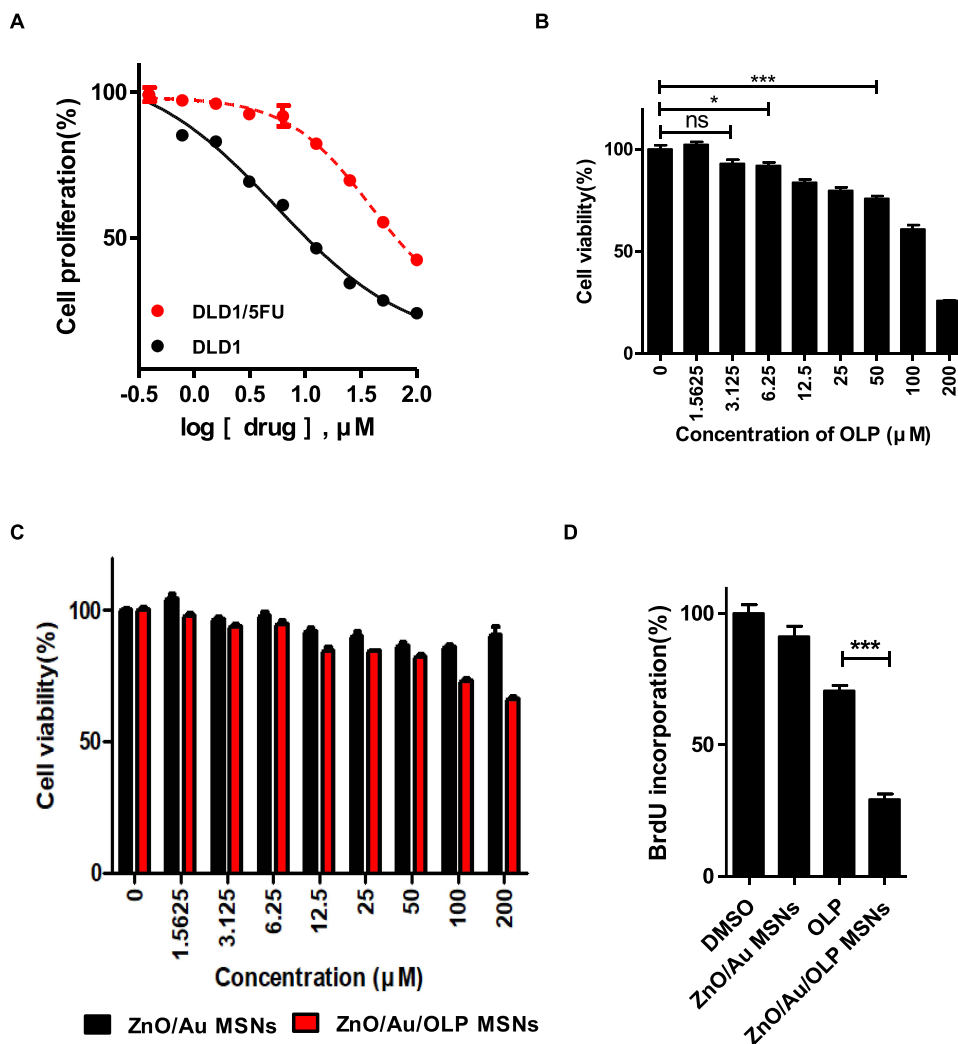 A
Cell proliferation(%)
100
50
DLD1/5FU
DLD1
-0.5 0.0 0.5 1.0 1.5 2.0
log [ drug ] , µM
B
Cell viability(%)
***
*
ns
100
50
0
0 1.5625 3.125 6.25 12.5 25 50 100 200
Concentration of OLP (µM)
C
Cell viability(%)
100
50
0
0 1.5625 3.125 6.25 12.5 25 50 100 200
Concentration (µM)
ZnO/Au MSNs ZnO/Au/OLP MSNs
D
BrdU incorporation(%)
***
100
50
0
DMSO
ZnO/Au MSNs
OLP
ZnO/Au/OLP MSNs